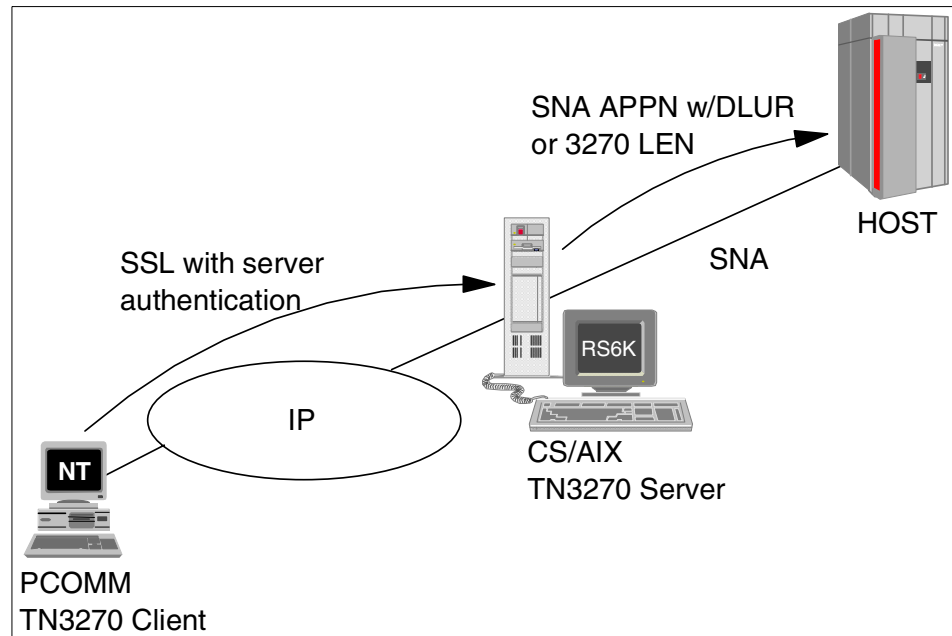 SNA APPN w/DLUR
or 3270 LEN
HOST
SNA
SSL with server
authentication
RS6K
IP
CS/AIX
TN3270 Server
NT
PCOMM
TN3270 Client